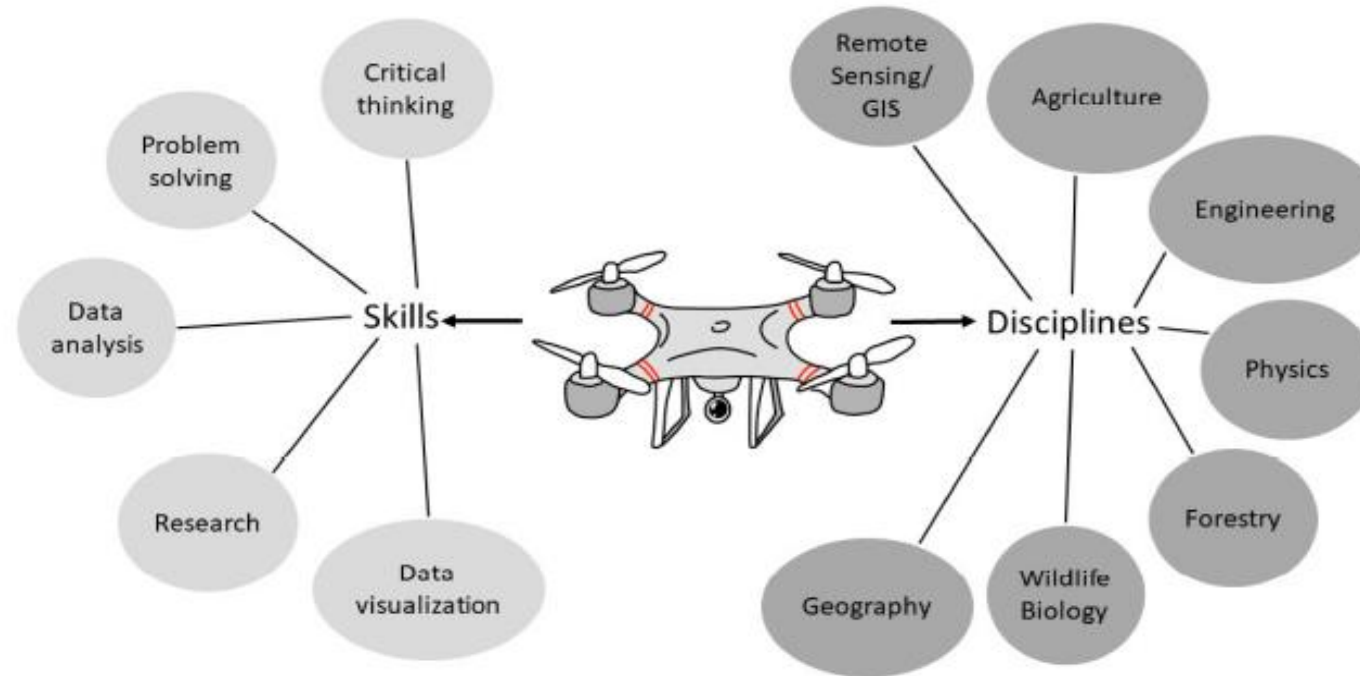 Critical
thinking
Problem
solving
Data
analysis
Research
Data
visualization
Skills
Disciplines
Remote
Sensing/
GIS
Agriculture
Engineering
Physics
Forestry
Wildlife
Biology
Geography